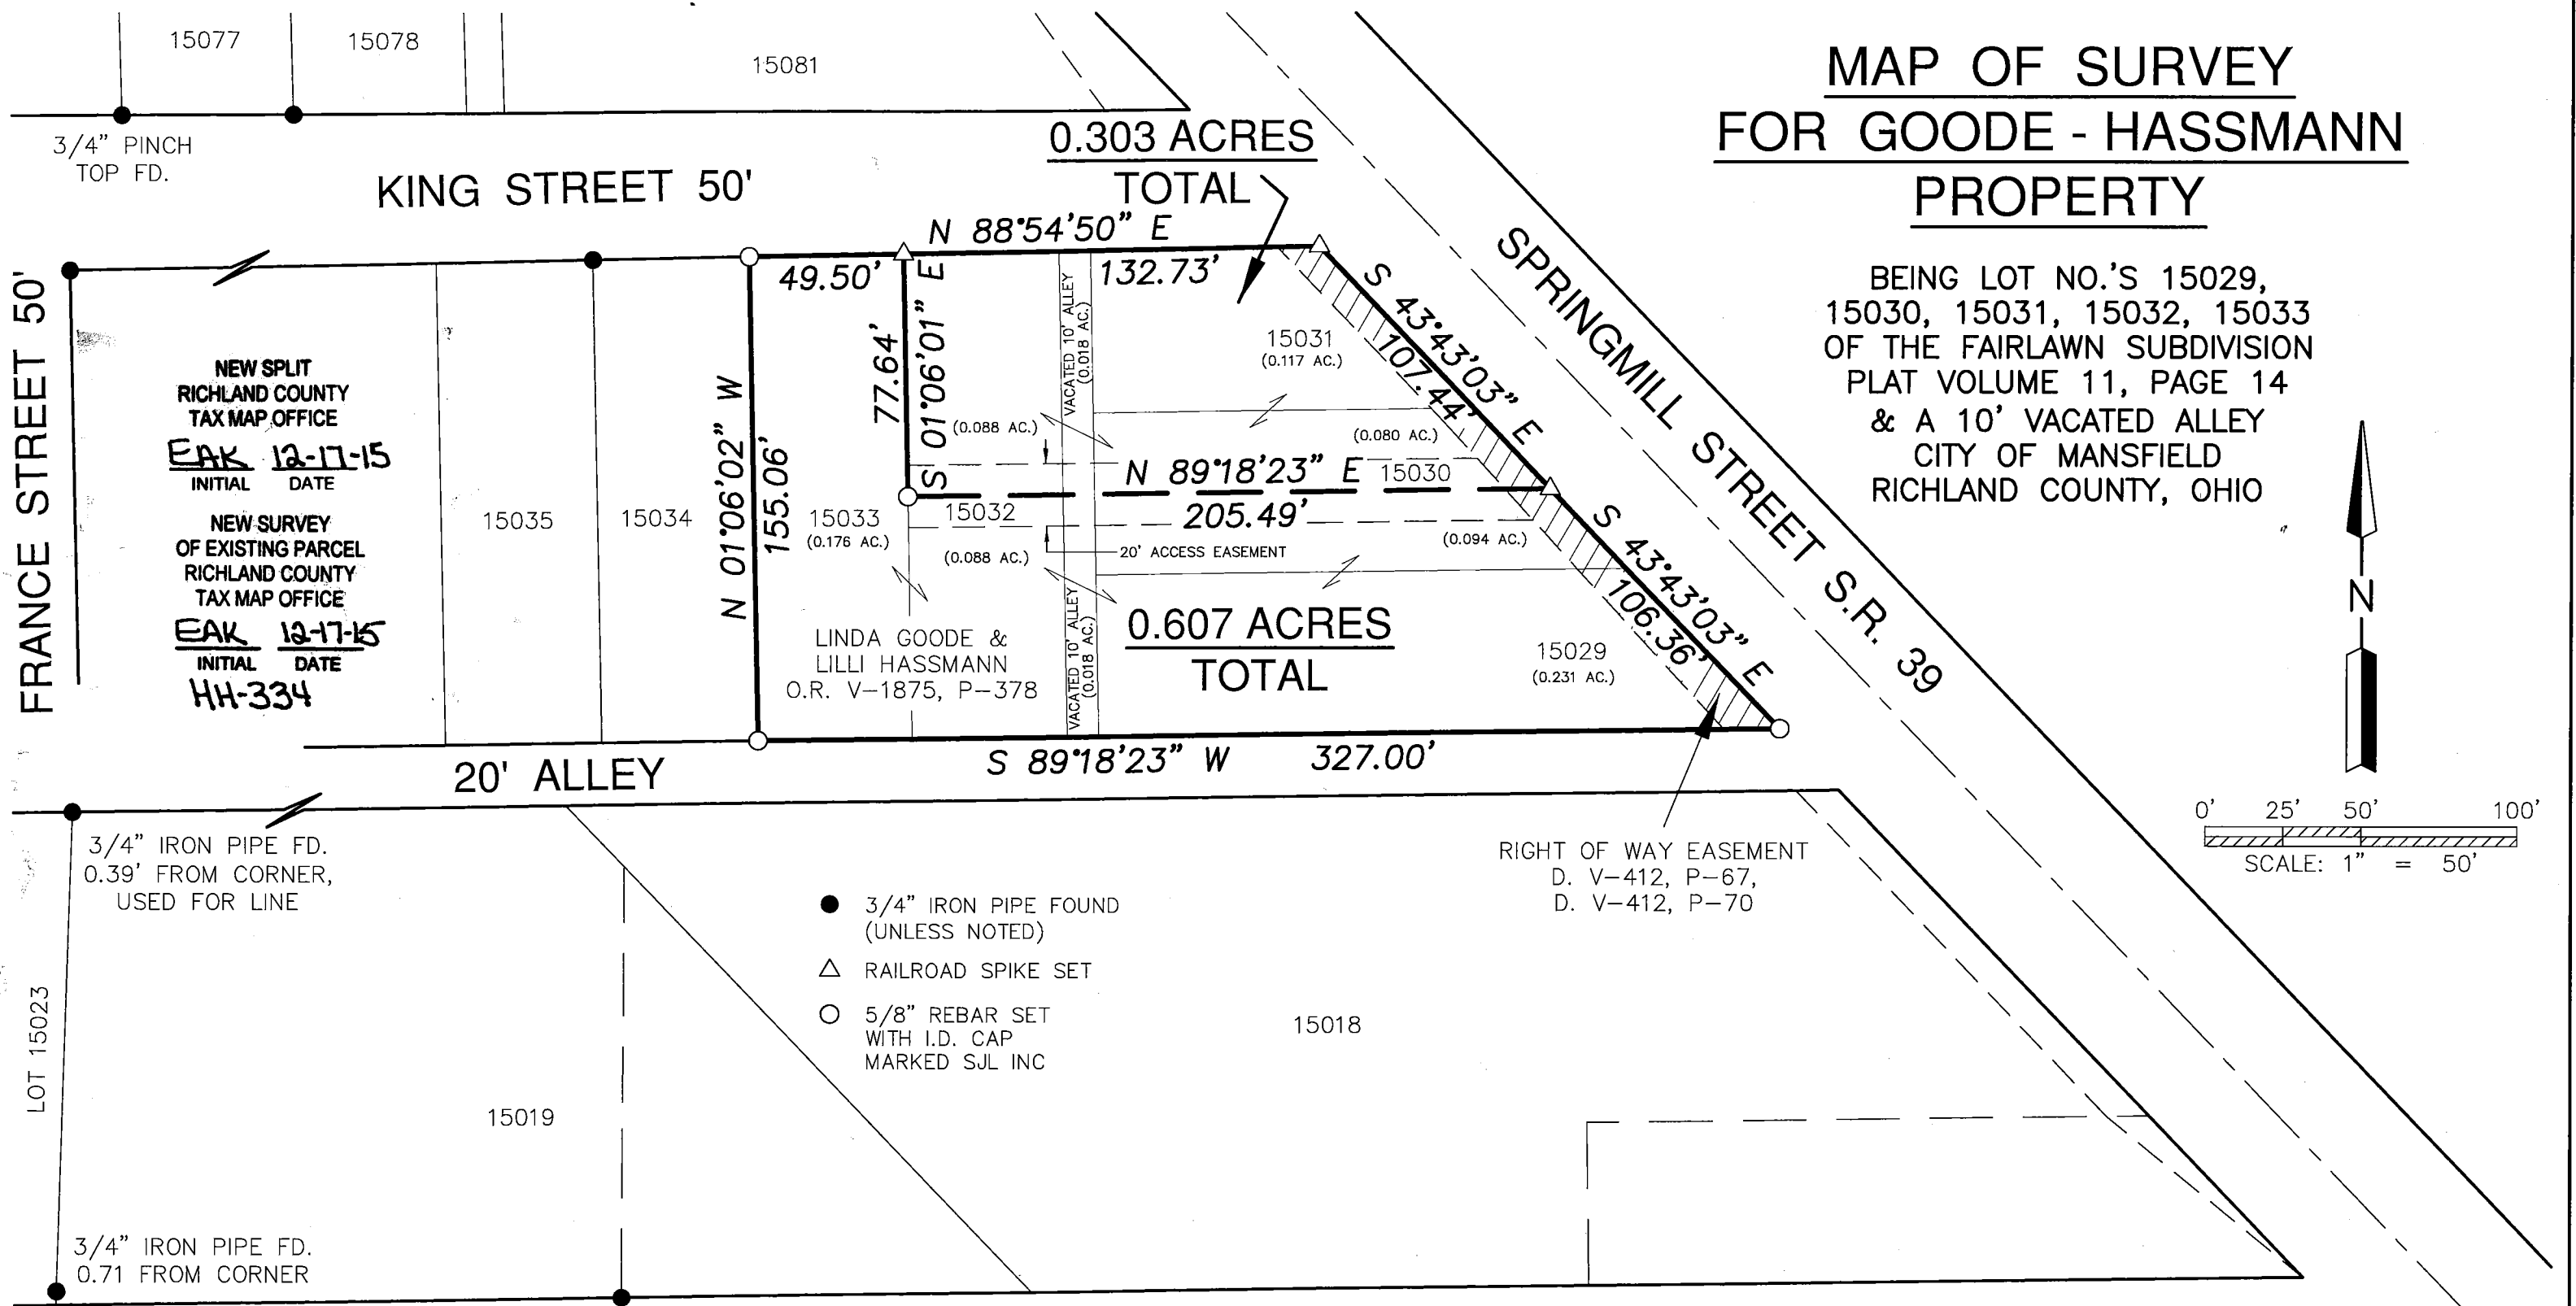 15077
15078
15081
3/4" PINCH
TOP FD.
KING STREET 50'
0.303 ACRES
TOTAL
MAP OF SURVEY
FOR GOODE - HASSMANN
PROPERTY
BEING LOT NO.'S 15029,
15030, 15031, 15032, 15033
OF THE FAIRLAWN SUBDIVISION
PLAT VOLUME 11, PAGE 14
& A 10' VACATED ALLEY
CITY OF MANSFIELD
RICHLAND COUNTY, OHIO
N
0' 25' 50' 100'
SCALE: 1" = 50'
FRANCE STREET 50'
NEW SPLIT
RICHLAND COUNTY
TAX MAP OFFICE
EAK 12-17-15
INITIAL DATE
NEW SURVEY
OF EXISTING PARCEL
RICHLAND COUNTY
TAX MAP OFFICE
EAK 12-17-15
INITIAL DATE
HH-334
15035
15034
N 01°06'02" W
155.06'
N 88°54'50" E
49.50'
132.73'
77.64'
S 01°06'01" E
VACATED 10' ALLEY
(0.018 AC.)
15031
(0.117 AC.)
S 43°43'03" E
107.44'
SPRINGMILL STREET S.R. 39
(0.088 AC.)
(0.080 AC.)
N 89°18'23" E
15030
205.49'
15033
(0.176 AC.)
15032
(0.088 AC.)
20' ACCESS EASEMENT
(0.094 AC.)
S 43°43'03" E
106.36'
LINDA GOODE &
LILLI HASSMANN
O.R. V-1875, P-378
VACATED 10' ALLEY
(0.018 AC.)
0.607 ACRES
TOTAL
15029
(0.231 AC.)
S 89°18'23" W 327.00'
20' ALLEY
3/4" IRON PIPE FD.
0.39' FROM CORNER,
USED FOR LINE
RIGHT OF WAY EASEMENT
D. V-412, P-67,
D. V-412, P-70
3/4" IRON PIPE FOUND
(UNLESS NOTED)
RAILROAD SPIKE SET
5/8" REBAR SET
WITH I.D. CAP
MARKED SJL INC
15018
LOT 15023
15019
3/4" IRON PIPE FD.
0.71 FROM CORNER